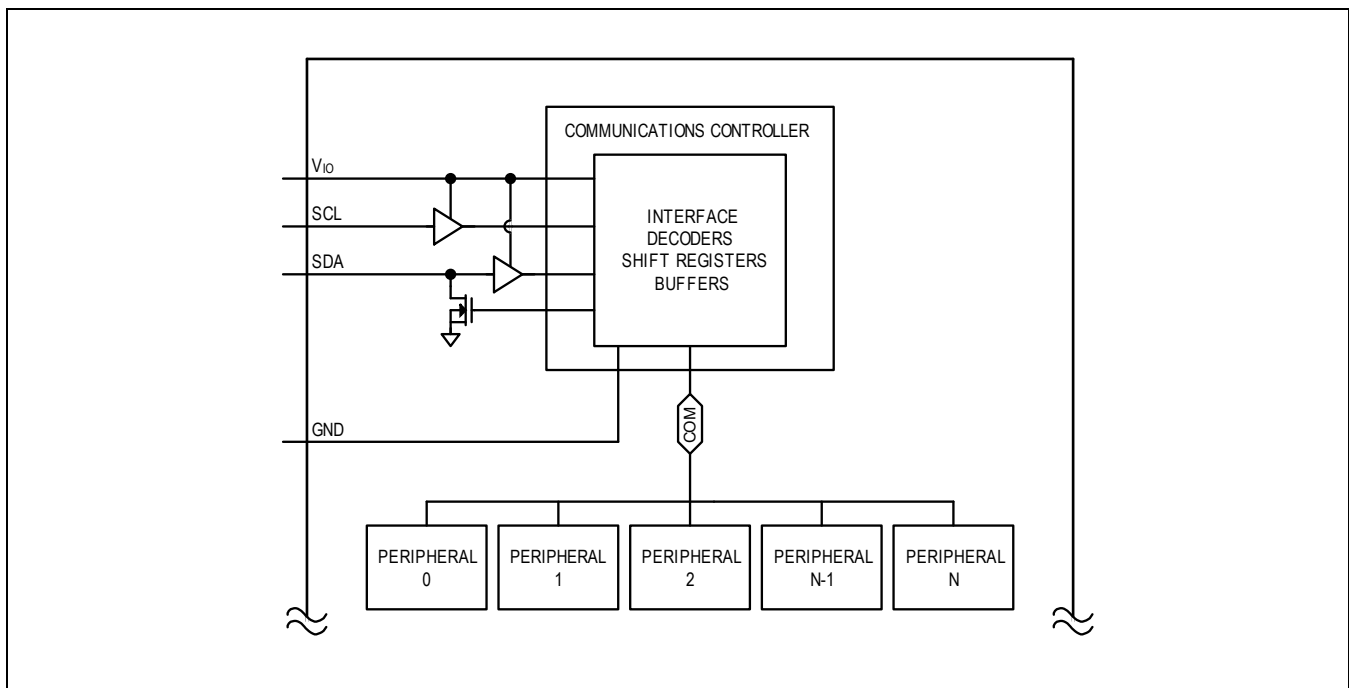 COMMUNICATIONS CONTROLLER
VIO
SCL
SDA
GND
INTERFACE
DECODERS
SHIFT REGISTERS
BUFFERS
COM
PERIPHERAL
0
PERIPHERAL
1
PERIPHERAL
2
PERIPHERAL
N-1
PERIPHERAL
N